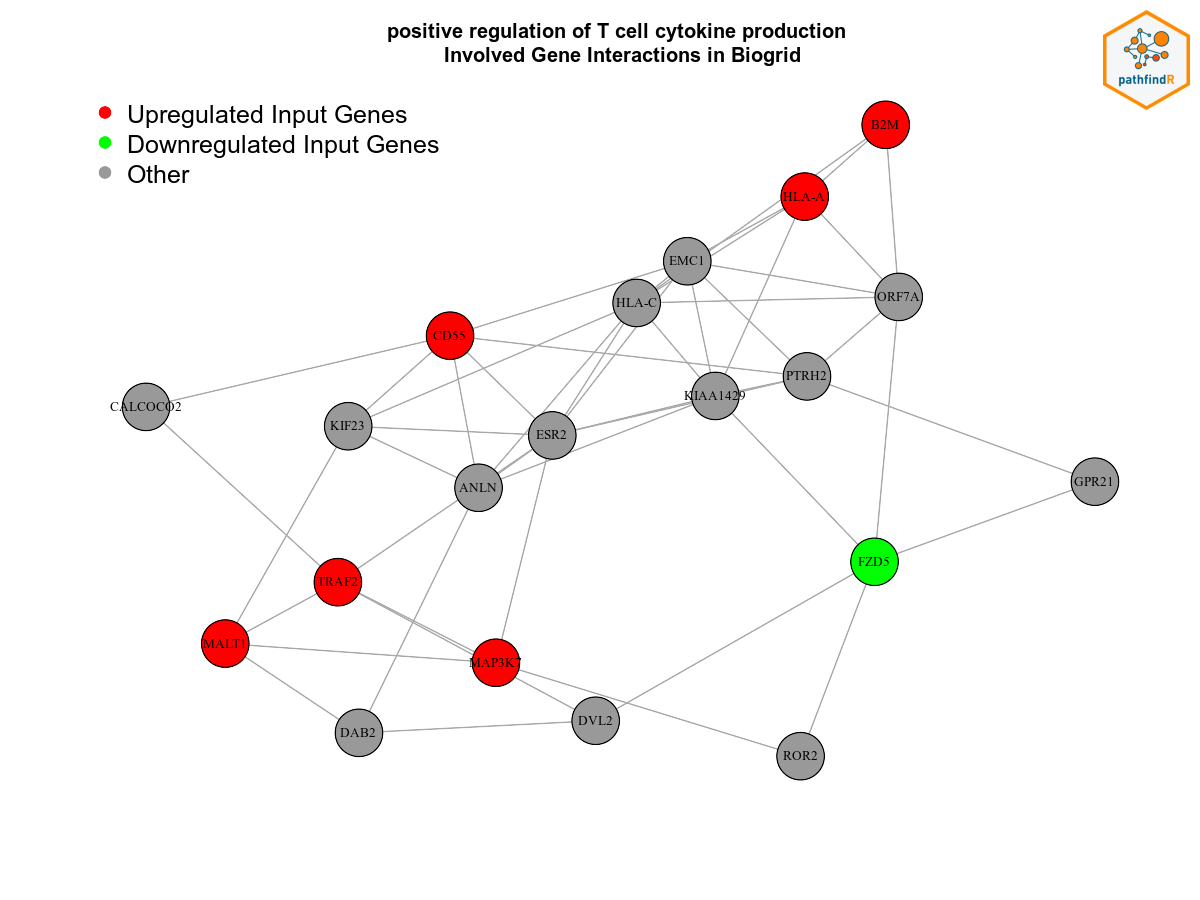 positive regulation of T cell cytokine production
Involved Gene Interactions in Biogrid
pathfindR
Upregulated Input Genes
Downregulated Input Genes
Other
B2M
HLA-A
EMC1
HLA-C
ORF7A
CD55
PTRH2
KIAA1429
CALCOCO2
KIF23
ESR2
GPR21
ANLN
FZD5
TRAF2
MALT1
MAP3K7
DVL2
DAB2
ROR2